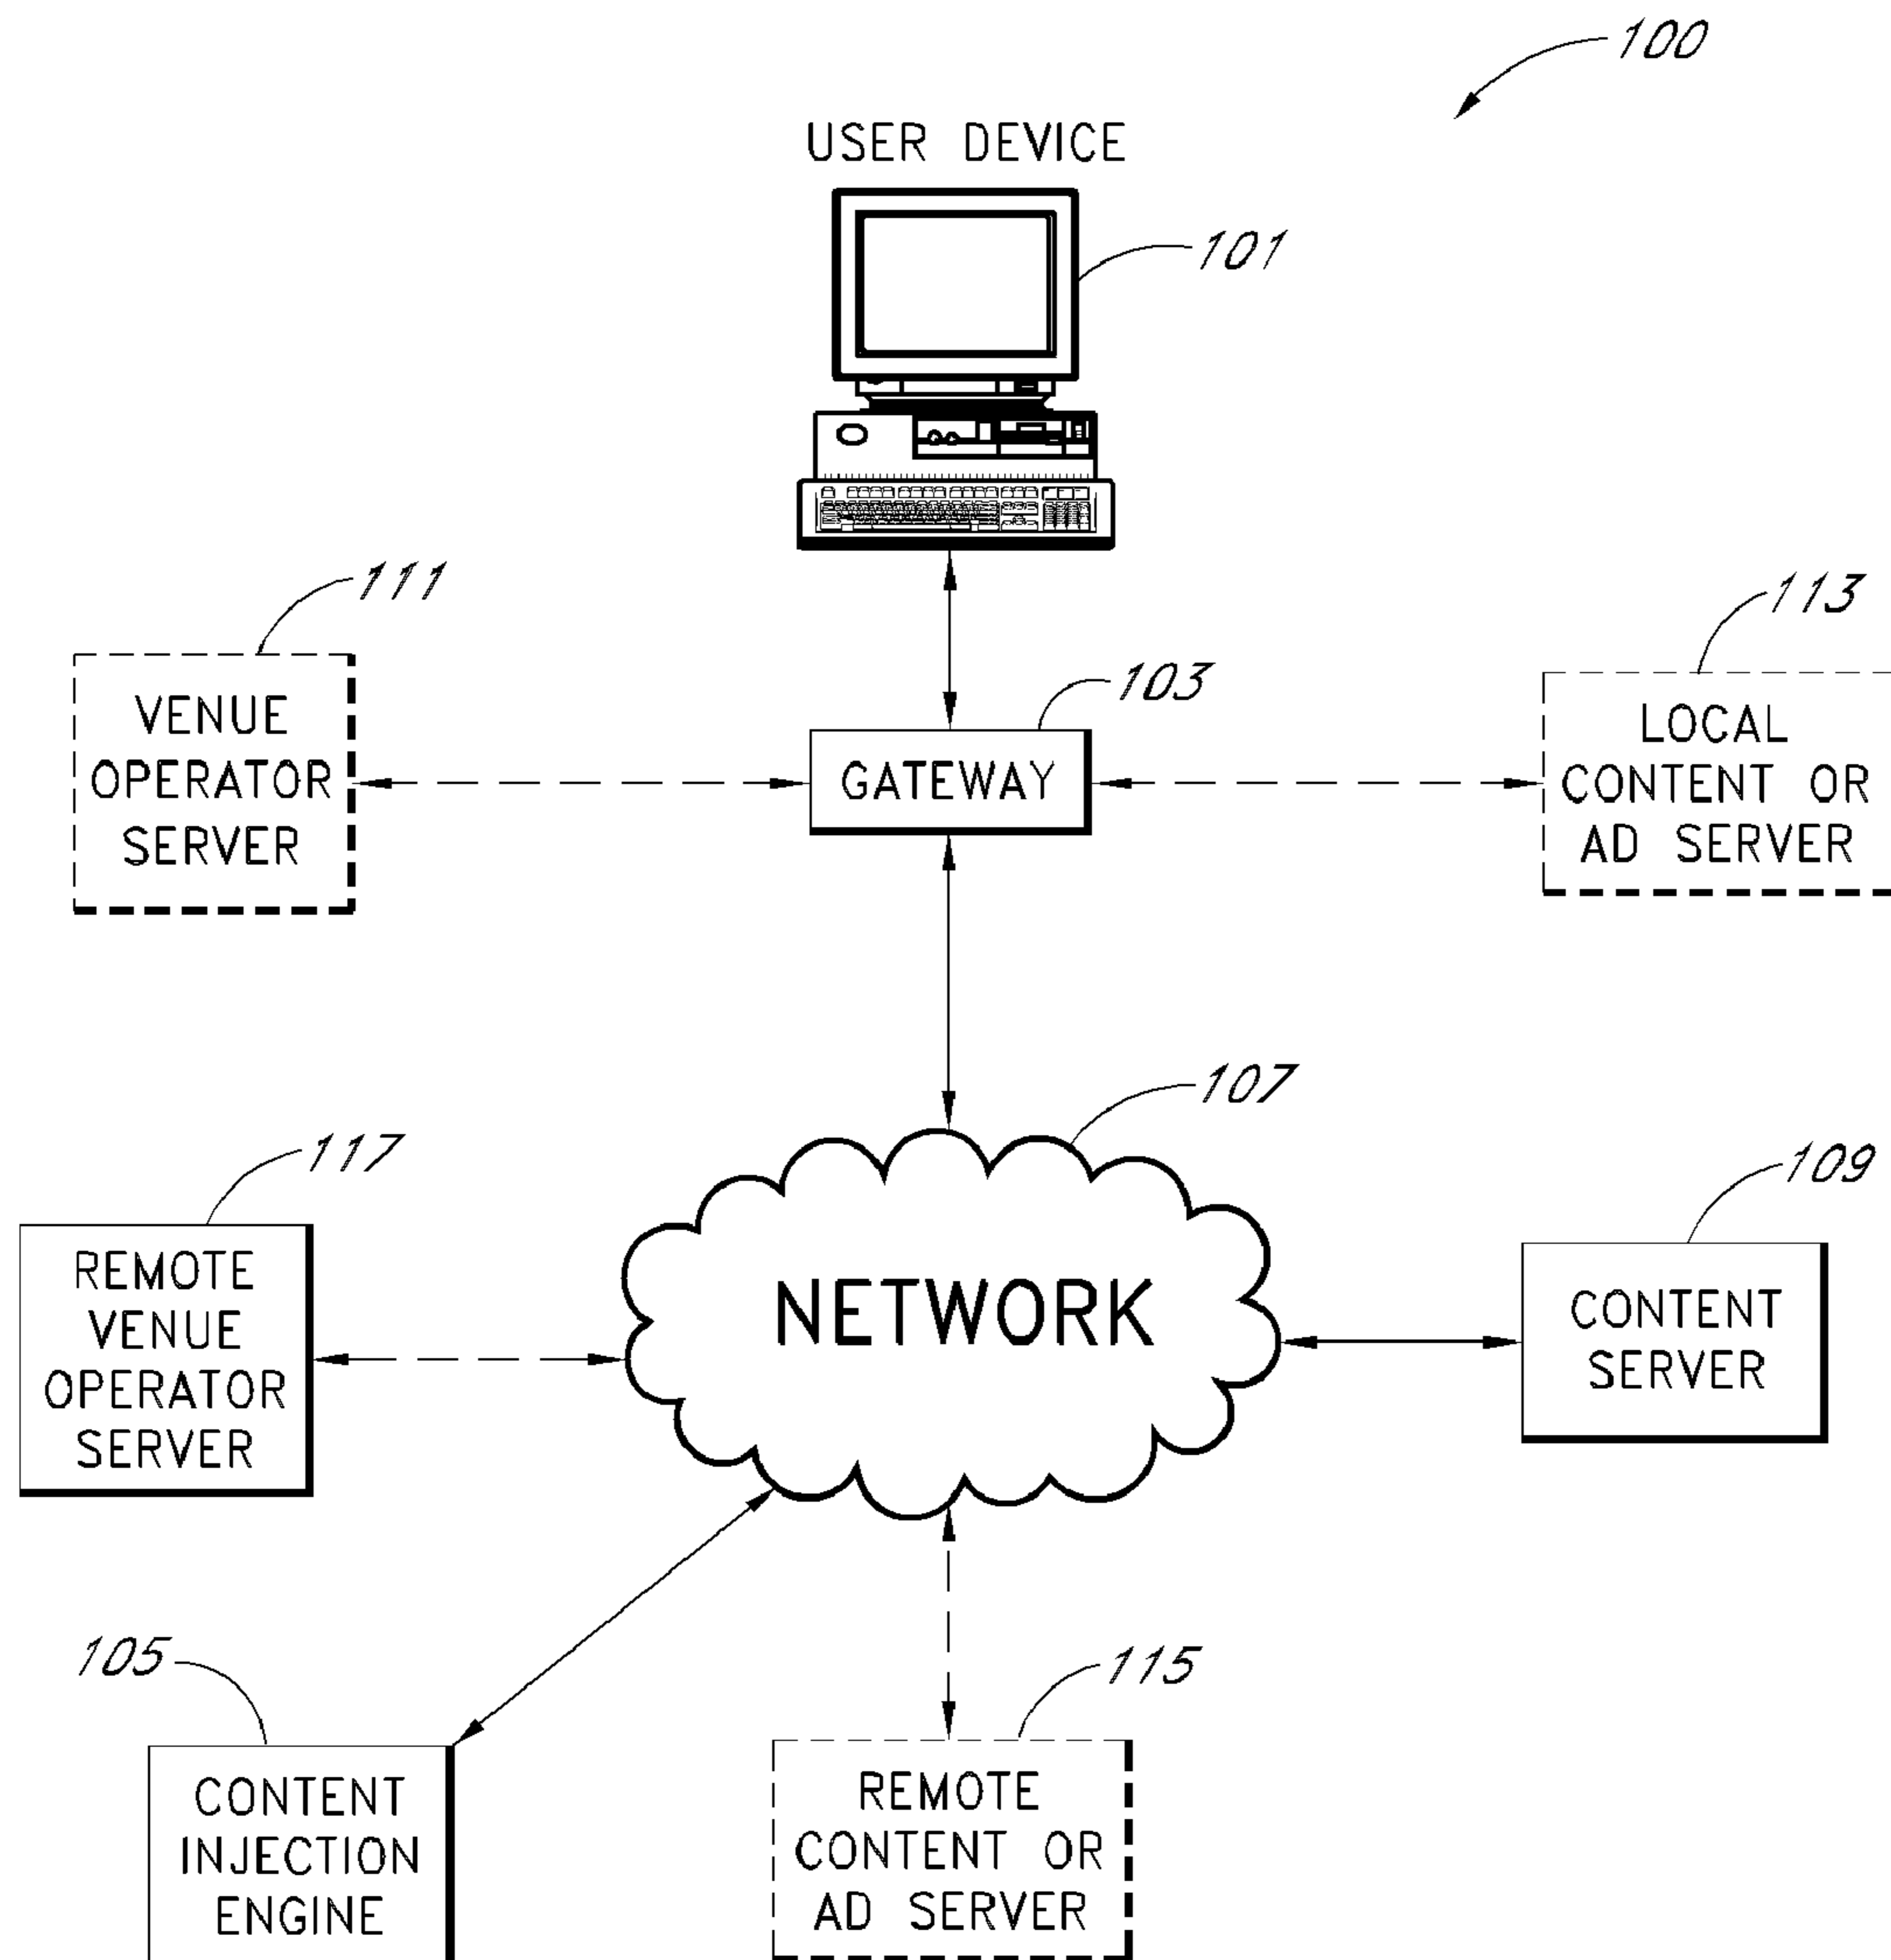 100
USER DEVICE
101
111
113
103
VENUE
OPERATOR
SERVER
GATEWAY
LOCAL
CONTENT OR
AD SERVER
107
117
109
REMOTE
VENUE
OPERATOR
SERVER
NETWORK
CONTENT
SERVER
105
115
CONTENT
INJECTION
ENGINE
REMOTE
CONTENT OR
AD SERVER